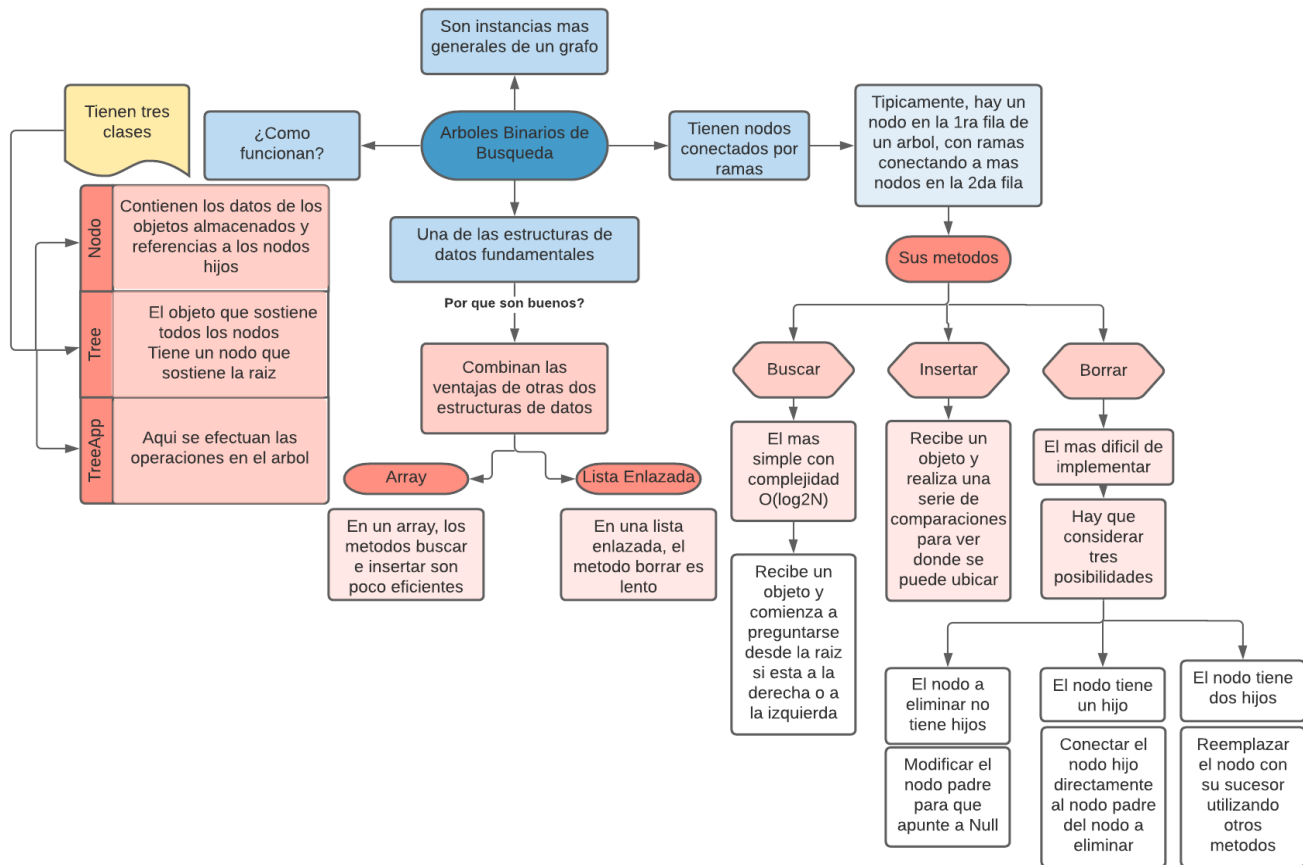 Son instancias mas
generales de un grafo
Tienen tres
clases
¿Como
funcionan?
Arboles Binarios de
Busqueda
Tienen nodos
conectados por
ramas
Tipicamente, hay un
nodo en la 1ra fila de
un arbol, con ramas
conectando a mas
nodos en la 2da fila
Nodo
Contienen los datos de los
objetos almacenados y
referencias a los nodos
hijos
Tree
El objeto que sostiene
todos los nodos
Tiene un nodo que
sostiene la raiz
TreeApp
Aqui se efectuan las
operaciones en el arbol
Una de las estructuras de
datos fundamentales
Por que son buenos?
Combinan las
ventajas de otras dos
estructuras de datos
Array
Lista Enlazada
En un array, los
metodos buscar
e insertar son
poco eficientes
En una lista
enlazada, el
metodo borrar es
lento
Sus metodos
Buscar
Insertar
Borrar
El mas
simple con
complejidad
O(log2N)
Recibe un
objeto y
comienza a
preguntarse
desde la raiz
si esta a la
derecha o a
la izquierda
Recibe un
objeto y
realiza una
serie de
comparaciones
para ver
donde se
puede ubicar
El mas dificil de
implementar
Hay que
considerar
tres
posibilidades
El nodo a
eliminar no
tiene hijos
Modificar el
nodo padre
para que
apunte a Null
El nodo tiene
un hijo
Conectar el
nodo hijo
directamente
al nodo padre
del nodo a
eliminar
El nodo tiene
dos hijos
Reemplazar
el nodo con
su sucesor
utilizando
otros
metodos